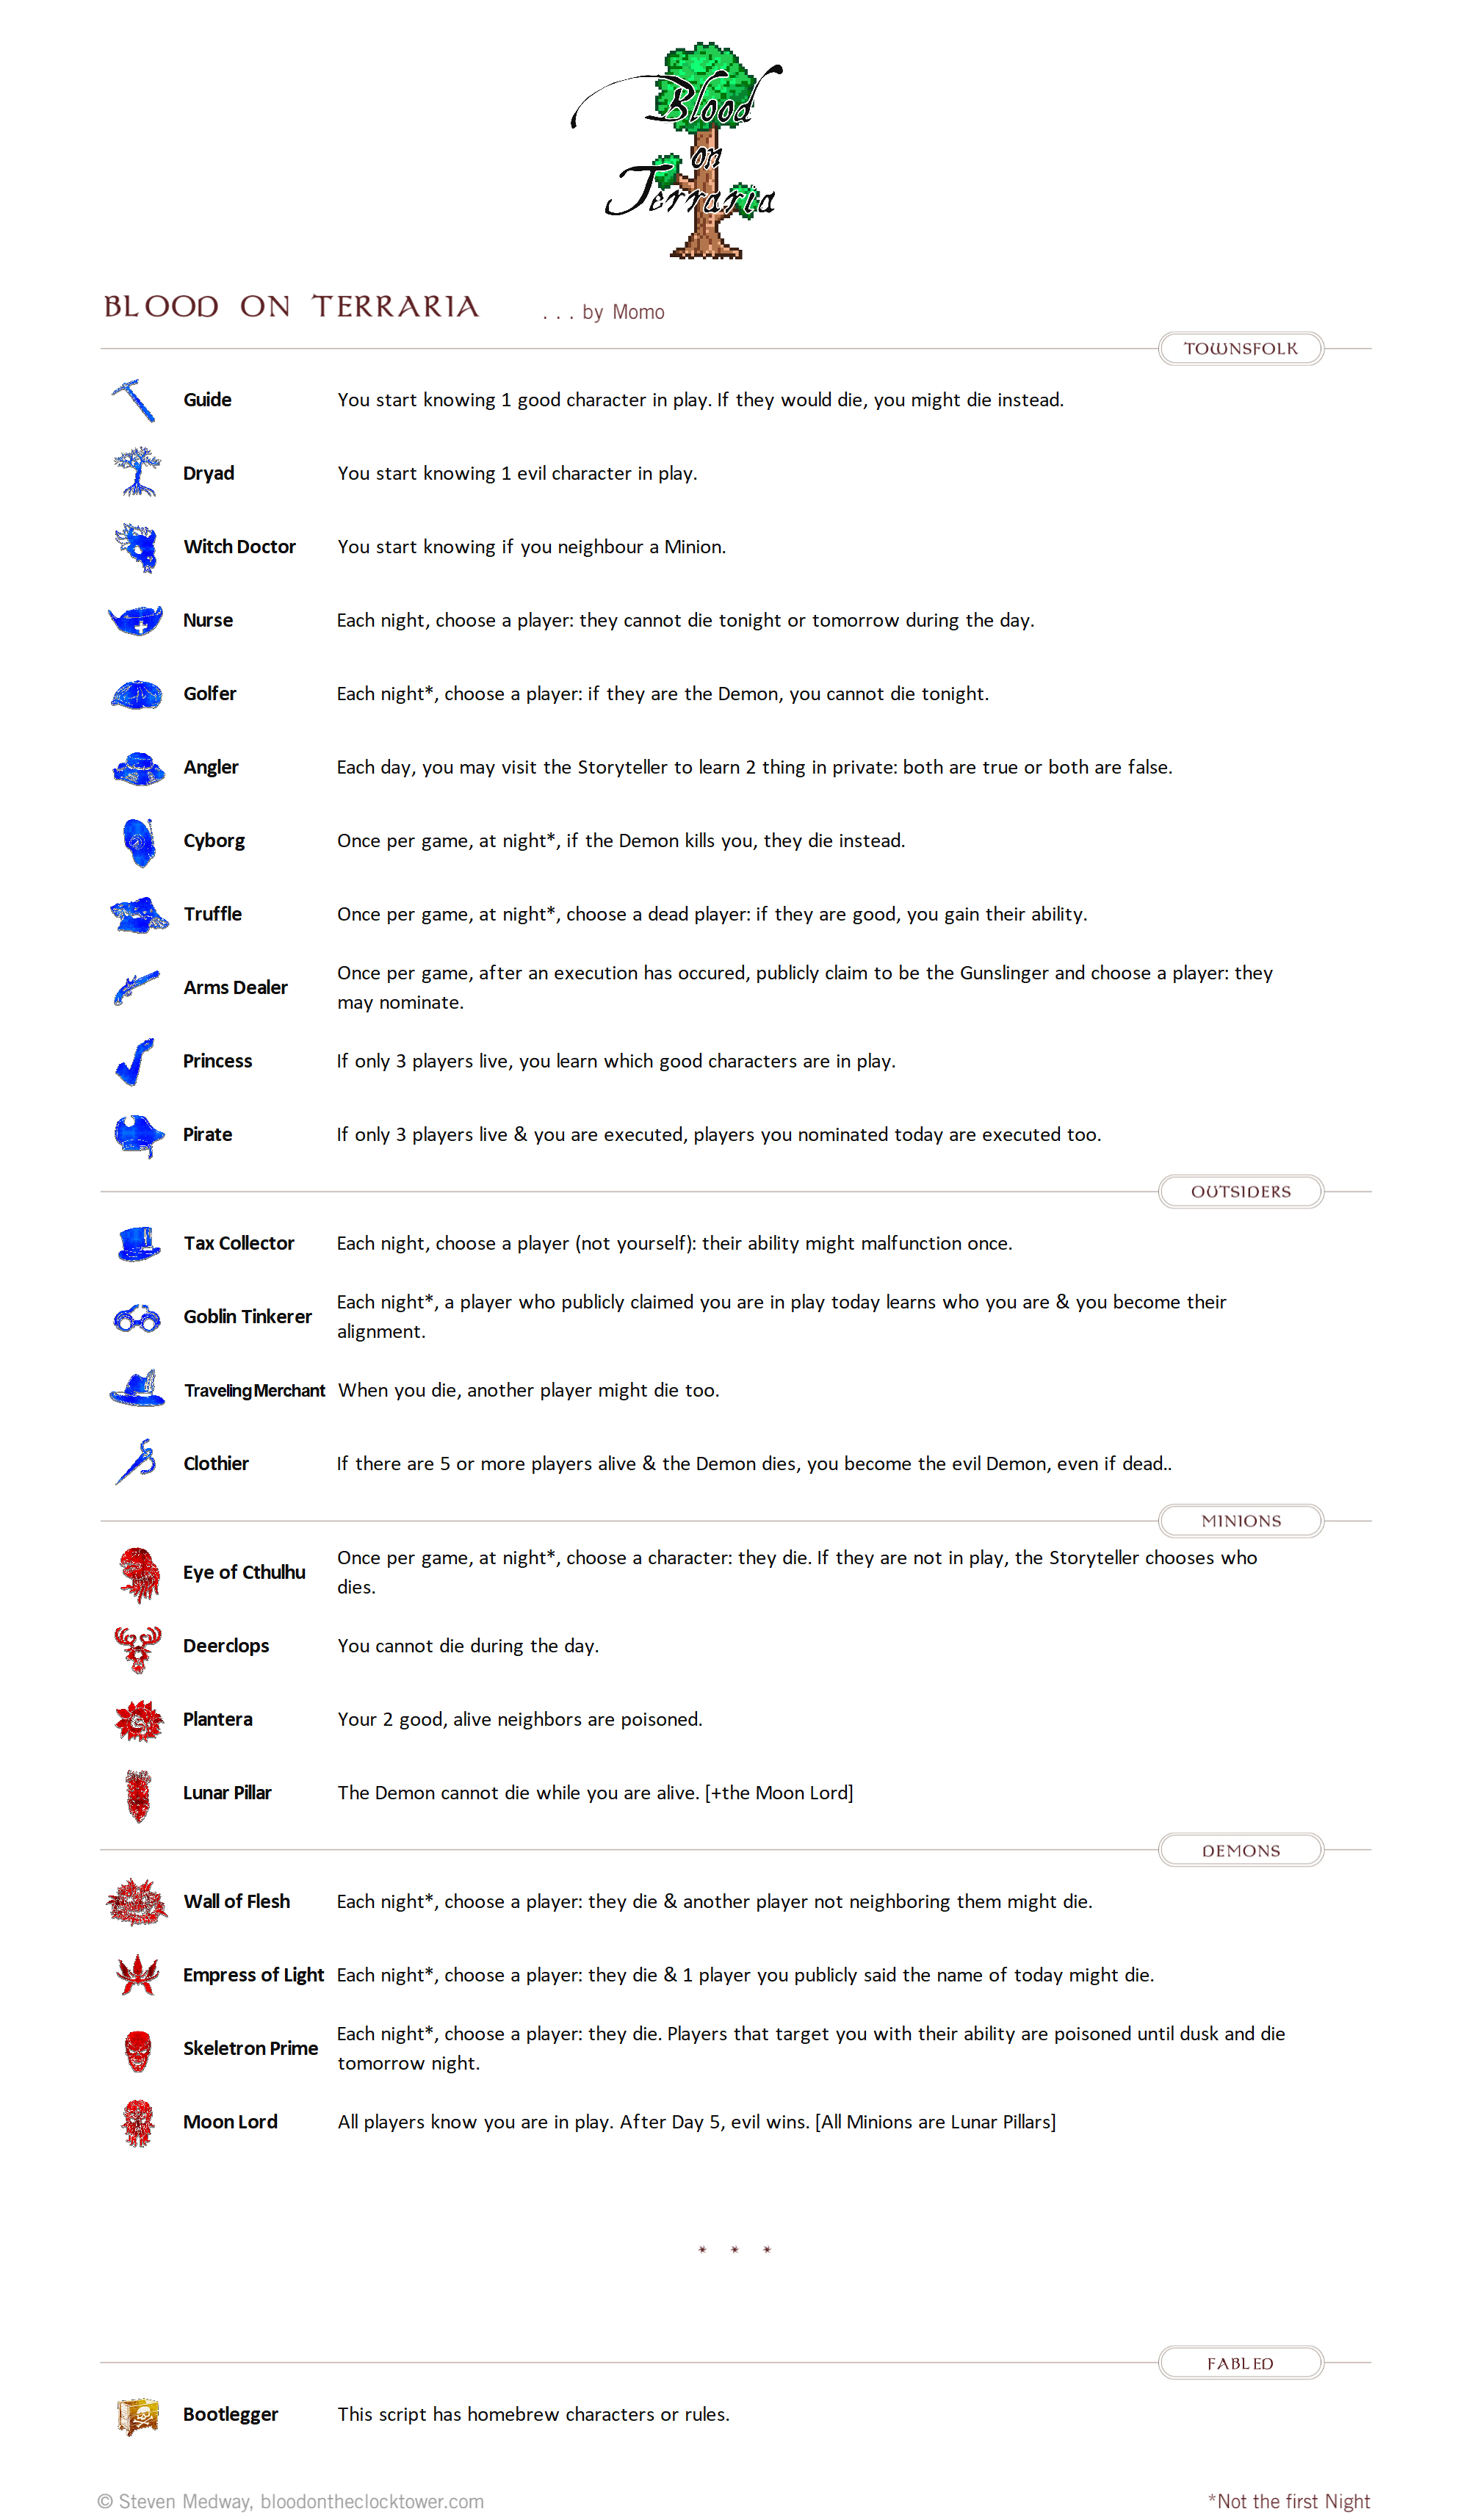 Blood
on
Terraria
BLOOD ON TERRARIA . . . by Momo
TOWNSFOLK
Guide You start knowing 1 good character in play. If they would die, you might die instead.
Dryad You start knowing 1 evil character in play.
Witch Doctor You start knowing if you neighbour a Minion.
Nurse Each night, choose a player: they cannot die tonight or tomorrow during the day.
Golfer Each night*, choose a player: if they are the Demon, you cannot die tonight.
Angler Each day, you may visit the Storyteller to learn 2 thing in private: both are true or both are false.
Cyborg Once per game, at night*, if the Demon kills you, they die instead.
Truffle Once per game, at night*, choose a dead player: if they are good, you gain their ability.
Arms Dealer Once per game, after an execution has occured, publicly claim to be the Gunslinger and choose a player: they
may nominate.
Princess If only 3 players live, you learn which good characters are in play.
Pirate If only 3 players live & you are executed, players you nominated today are executed too.
OUTSIDERS
Tax Collector Each night, choose a player (not yourself): their ability might malfunction once.
Goblin Tinkerer Each night*, a player who publicly claimed you are in play today learns who you are & you become their
alignment.
Traveling Merchant When you die, another player might die too.
Clothier If there are 5 or more players alive & the Demon dies, you become the evil Demon, even if dead..
MINIONS
Eye of Cthulhu Once per game, at night*, choose a character: they die. If they are not in play, the Storyteller chooses who
dies.
Deerclops You cannot die during the day.
Plantera Your 2 good, alive neighbors are poisoned.
Lunar Pillar The Demon cannot die while you are alive. [+the Moon Lord]
DEMONS
Wall of Flesh Each night*, choose a player: they die & another player not neighboring them might die.
Empress of Light Each night*, choose a player: they die & 1 player you publicly said the name of today might die.
Skeletron Prime Each night*, choose a player: they die. Players that target you with their ability are poisoned until dusk and die
tomorrow night.
Moon Lord All players know you are in play. After Day 5, evil wins. [All Minions are Lunar Pillars]
* * *
FABLED
Bootlegger This script has homebrew characters or rules.
© Steven Medway, bloodontheclocktower.com *Not the first Night